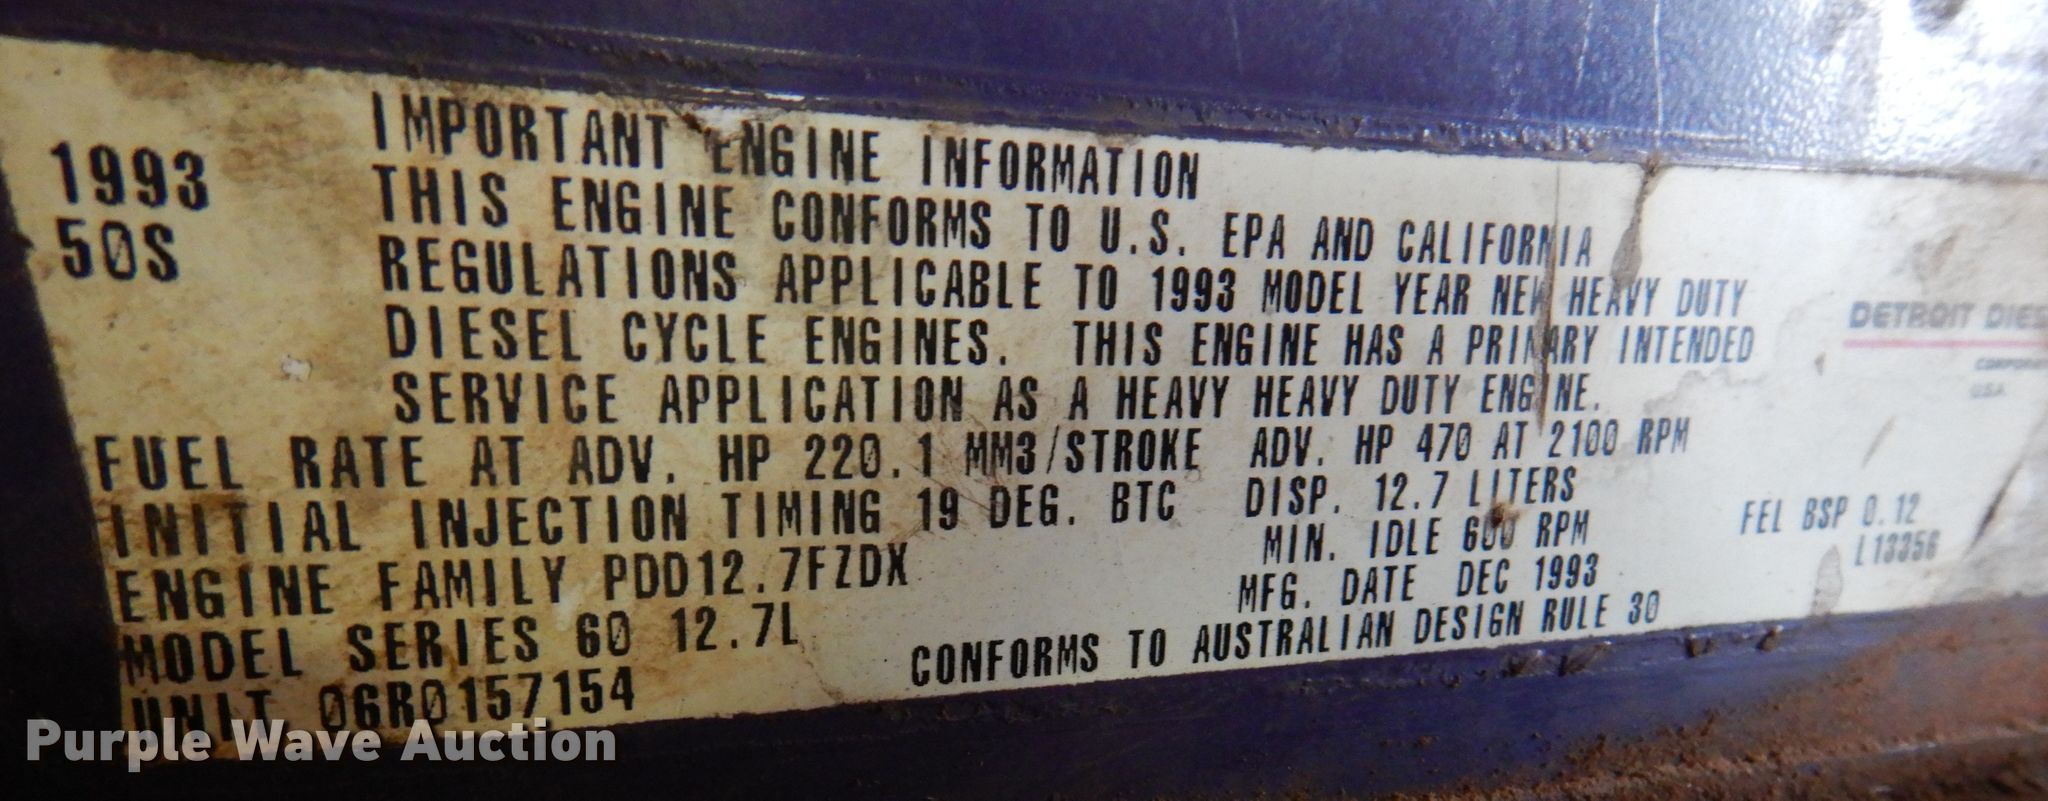 1993
50S
IMPORTANT ENGINE INFORMATION
THIS ENGINE CONFORMS TO U.S. EPA AND CALIFORNIA
REGULATIONS APPLICABLE TO 1993 MODEL YEAR NEW HEAVY DUTY
DIESEL CYCLE ENGINES. THIS ENGINE HAS A PRIMARY INTENDED
SERVICE APPLICATION AS A HEAVY HEAVY DUTY ENGINE.
FUEL RATE AT ADV. HP 220.1 MM3/STROKE ADV. HP 470 AT 2100 RPM
INITIAL INJECTION TIMING 19 DEG. BTC DISP. 12.7 LITERS
MIN. IDLE 600 RPM
ENGINE FAMILY PDD12.7FZDX
MFG. DATE DEC 1993
MODEL SERIES 60 12.7L
CONFORMS TO AUSTRALIAN DESIGN RULE 30
UNIT 06R0157154
DETROIT DIES
CORPORAT
U.S.A.
FEL BSP 0.12
L13356
Purple Wave Auction